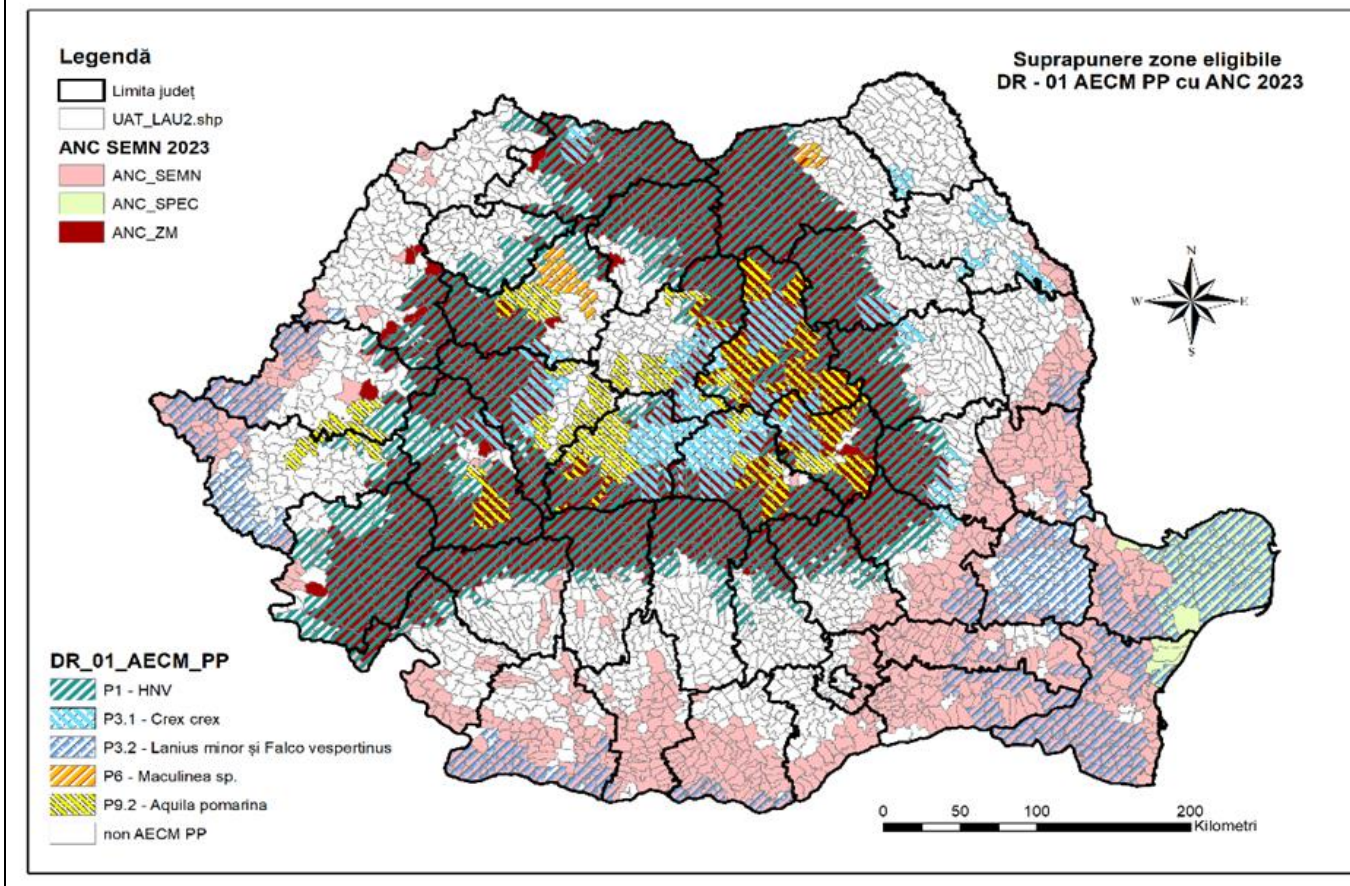 Legendă
Limita județ
UAT_LAU2.shp
ANC SEMN 2023
ANC_SEMN
ANC_SPEC
ANC_ZM
Suprapunere zone eligibile
DR - 01 AECM PP cu ANC 2023
N
W
E
S
DR_01_AECM_PP
P1 - HNV
P3.1 - Crex crex
P3.2 - Lanius minor și Falco vespertinus
P6 - Maculinea sp.
P9.2 - Aquila pomarina
non AECM PP
0 50 100 200
Kilometri